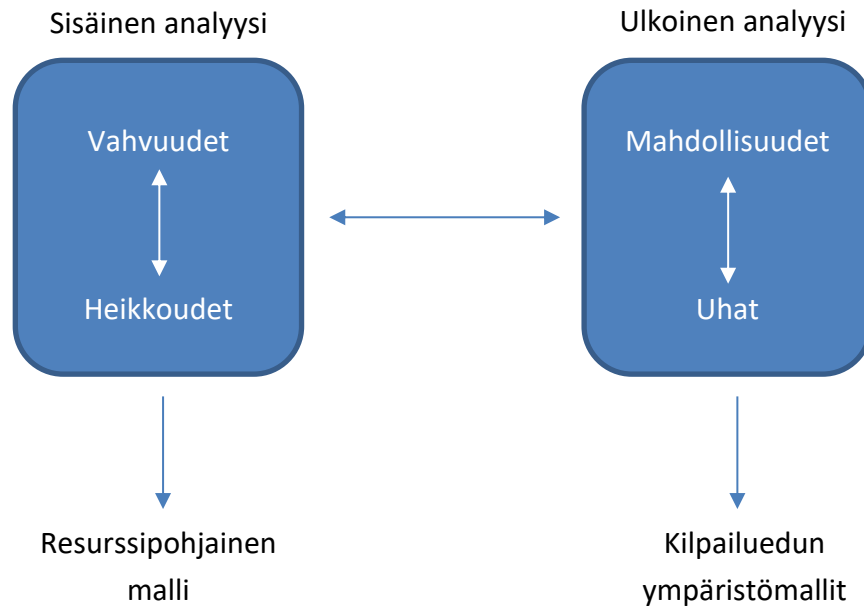 Sisäinen analyysi
Ulkoinen analyysi
Vahvuudet
Heikkoudet
Mahdollisuudet
Uhat
Resurssipohjainen
malli
Kilpailuedun
ympäristömallit